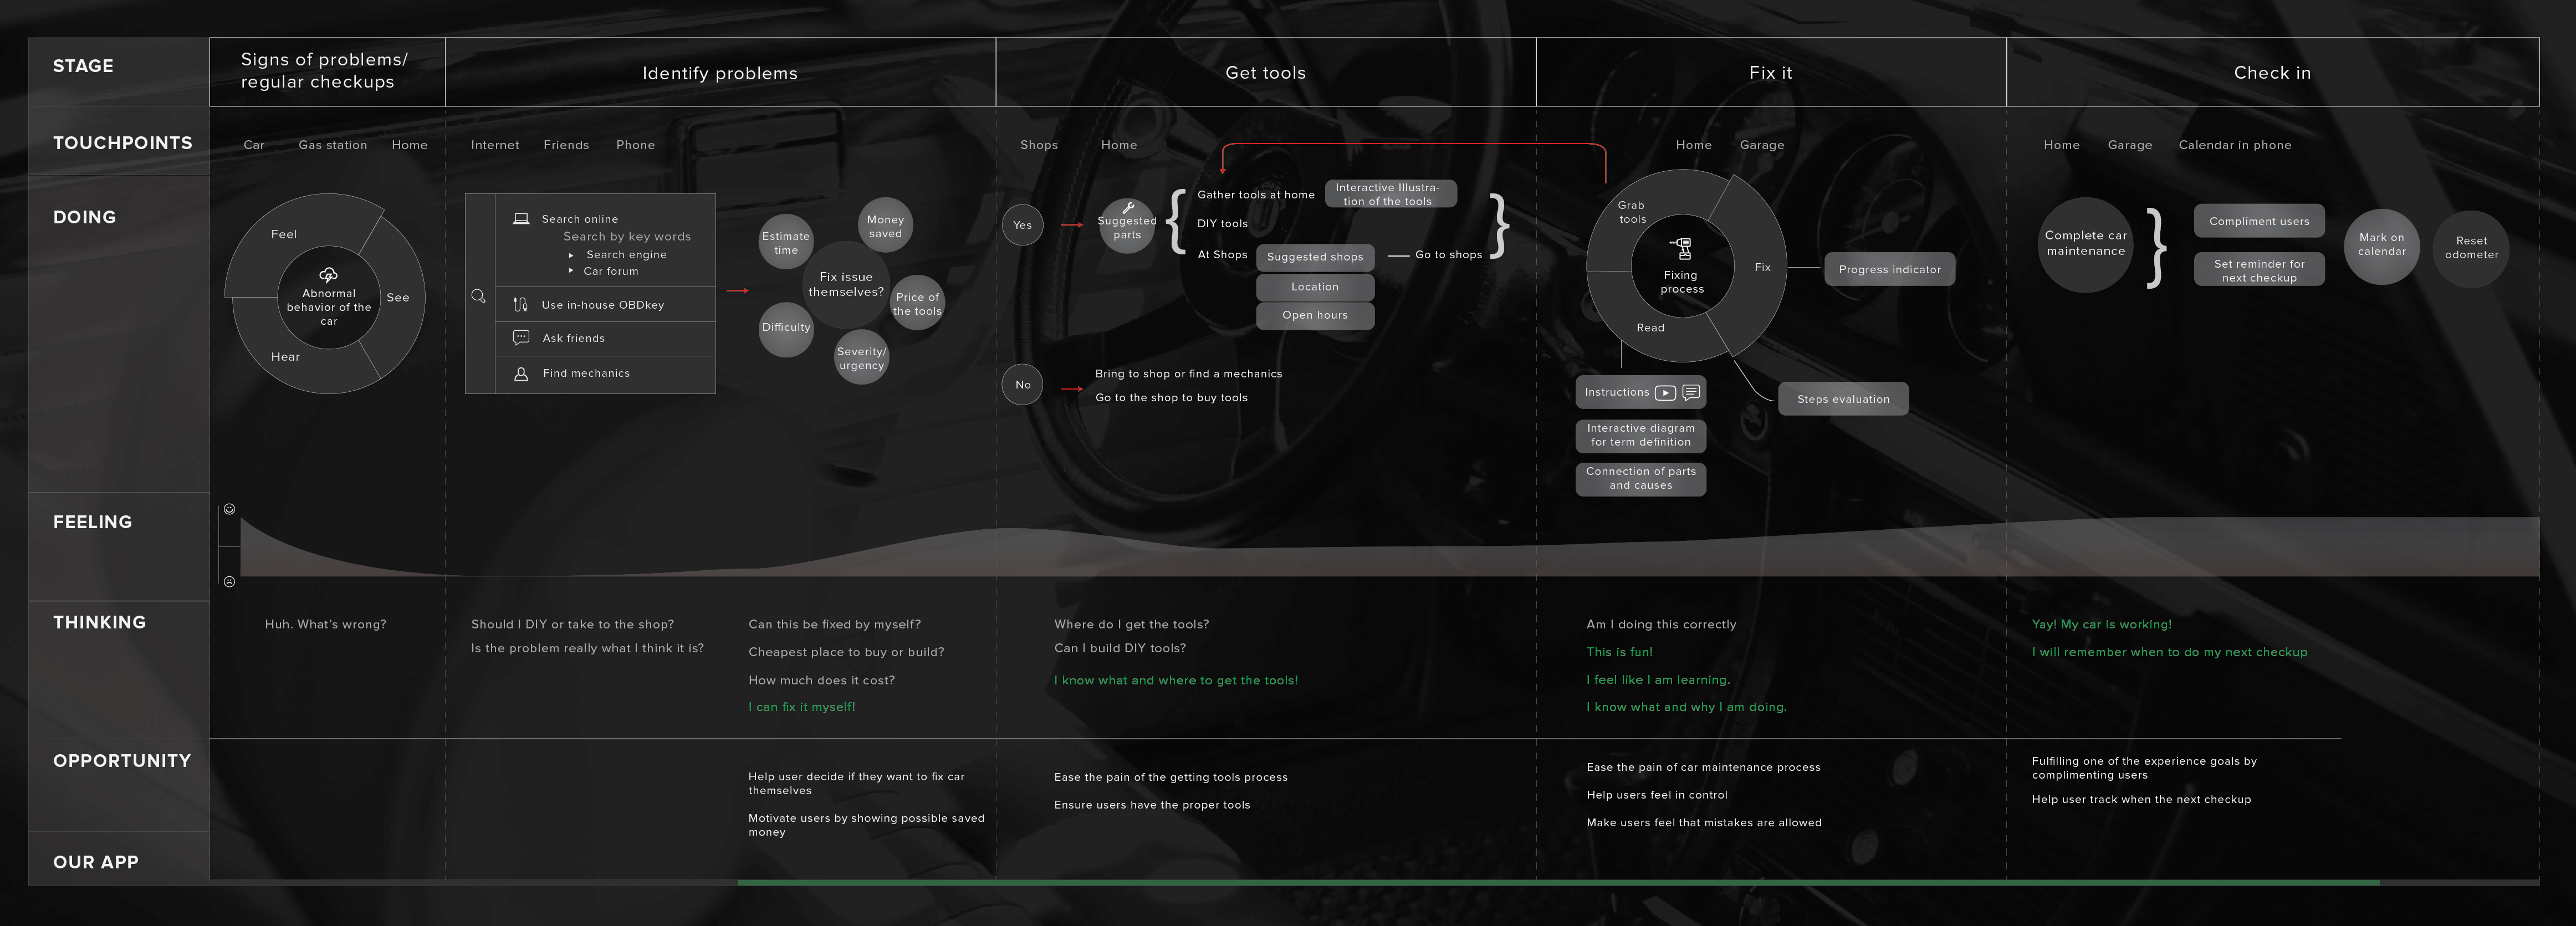 STAGE
Signs of problems/
regular checkups
Identify problems
Get tools
Fix it
Check in
TOUCHPOINTS
Car
Gas station
Home
Internet
Friends
Phone
Shops
Home
Home
Garage
Home
Garage
Calendar in phone
DOING
Feel
See
Hear
Abnormal
behavior of the
car
Search online
Search by key words
Search engine
Car forum
Use in-house OBDkey
Ask friends
Find mechanics
Estimate
time
Money
saved
Fix issue
themselves?
Price of
the tools
Difficulty
Severity/
urgency
Yes
Suggested
parts
Gather tools at home
Interactive Illustra-
tion of the tools
DIY tools
At Shops
Suggested shops
Location
Open hours
Go to shops
No
Bring to shop or find a mechanics
Go to the shop to buy tools
Grab
tools
Fix
Read
Fixing
process
Progress indicator
Steps evaluation
Instructions
Interactive diagram
for term definition
Connection of parts
and causes
Complete car
maintenance
Compliment users
Set reminder for
next checkup
Mark on
calendar
Reset
odometer
FEELING
THINKING
Huh. What's wrong?
Should I DIY or take to the shop?
Is the problem really what I think it is?
Can this be fixed by myself?
Cheapest place to buy or build?
How much does it cost?
I can fix it myself!
Where do I get the tools?
Can I build DIY tools?
I know what and where to get the tools!
Am I doing this correctly
This is fun!
I feel like I am learning.
I know what and why I am doing.
Yay! My car is working!
I will remember when to do my next checkup
OPPORTUNITY
Help user decide if they want to fix car
themselves
Motivate users by showing possible saved
money
Ease the pain of the getting tools process
Ensure users have the proper tools
Ease the pain of car maintenance process
Help users feel in control
Make users feel that mistakes are allowed
Fulfilling one of the experience goals by
complimenting users
Help user track when the next checkup
OUR APP